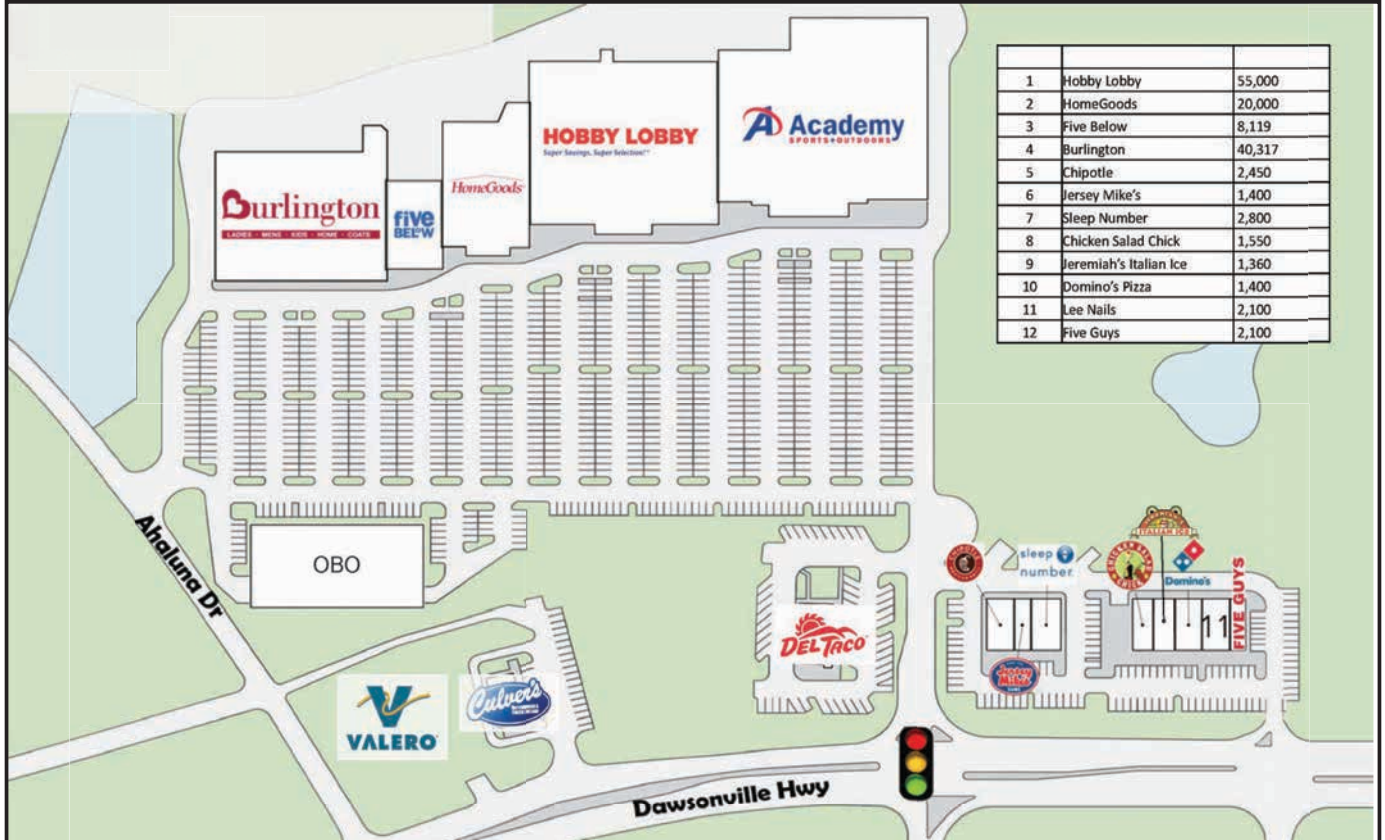 Burlington
LADIES • MENS • KIDS • HOME • COATS
five
BEL°W
HomeGoods
HOBBY LOBBY
Super Savings, Super Selection!™
Academy
SPORTS+OUTDOORS
1 Hobby Lobby 55,000
2 HomeGoods 20,000
3 Five Below 8,119
4 Burlington 40,317
5 Chipotle 2,450
6 Jersey Mike's 1,400
7 Sleep Number 2,800
8 Chicken Salad Chick 1,550
9 Jeremiah's Italian Ice 1,360
10 Domino's Pizza 1,400
11 Lee Nails 2,100
12 Five Guys 2,100
Ahaluna Dr
OBO
VALERO
Culver's
DEL TACO
CHIPOTLE
sleep
number
Jersey
Mike's
SUBS
CHICKEN SALAD
CHICK
ITALIAN ICE
Domino's
11
FIVE GUYS
Dawsonville Hwy